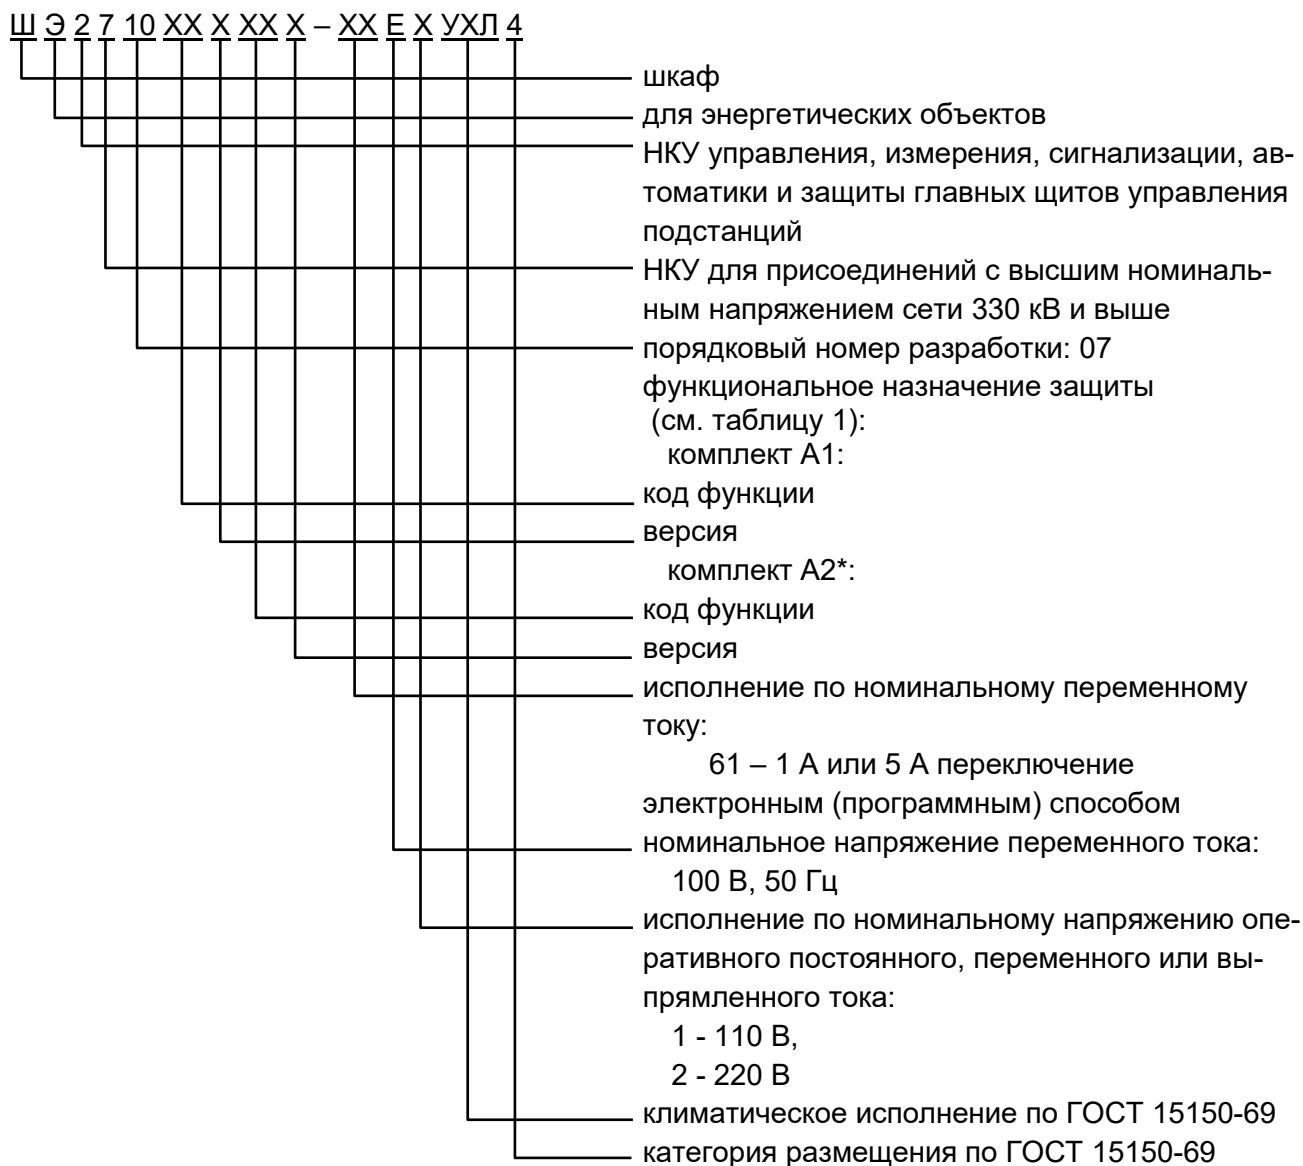 Ш Э 2 7 10 ХХ Х ХХ Х – ХХ Е Х УХЛ 4
шкаф
для энергетических объектов
НКУ управления, измерения, сигнализации, ав-
томатики и защиты главных щитов управления
подстанций
НКУ для присоединений с высшим номиналь-
ным напряжением сети 330 кВ и выше
порядковый номер разработки: 07
функциональное назначение защиты
(см. таблицу 1):
комплект А1:
код функции
версия
комплект А2*:
код функции
версия
исполнение по номинальному переменному
току:
61 – 1 А или 5 А переключение
электронным (программным) способом
номинальное напряжение переменного тока:
100 В, 50 Гц
исполнение по номинальному напряжению опе-
ративного постоянного, переменного или вы-
прямленного тока:
1 - 110 В,
2 - 220 В
климатическое исполнение по ГОСТ 15150-69
категория размещения по ГОСТ 15150-69